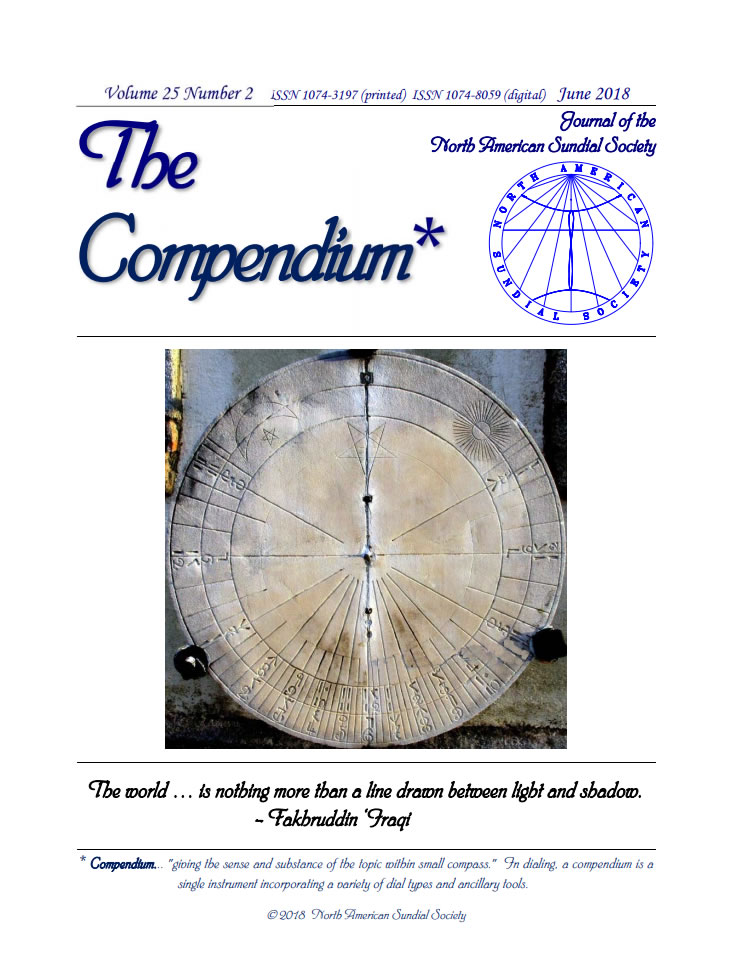 Volume 25 Number 2 ISSN 1074-3197 (printed) ISSN 1074-8059 (digital) June 2018
Journal of the
North American Sundial Society
The
Compendium*
NORTH AMERICAN
SUNDIAL SOCIETY
The world … is nothing more than a line drawn between light and shadow.
~ Fakhruddin ‘Iraqi
* Compendium... "giving the sense and substance of the topic within small compass." In dialing, a compendium is a
single instrument incorporating a variety of dial types and ancillary tools.
© 2018 North American Sundial Society